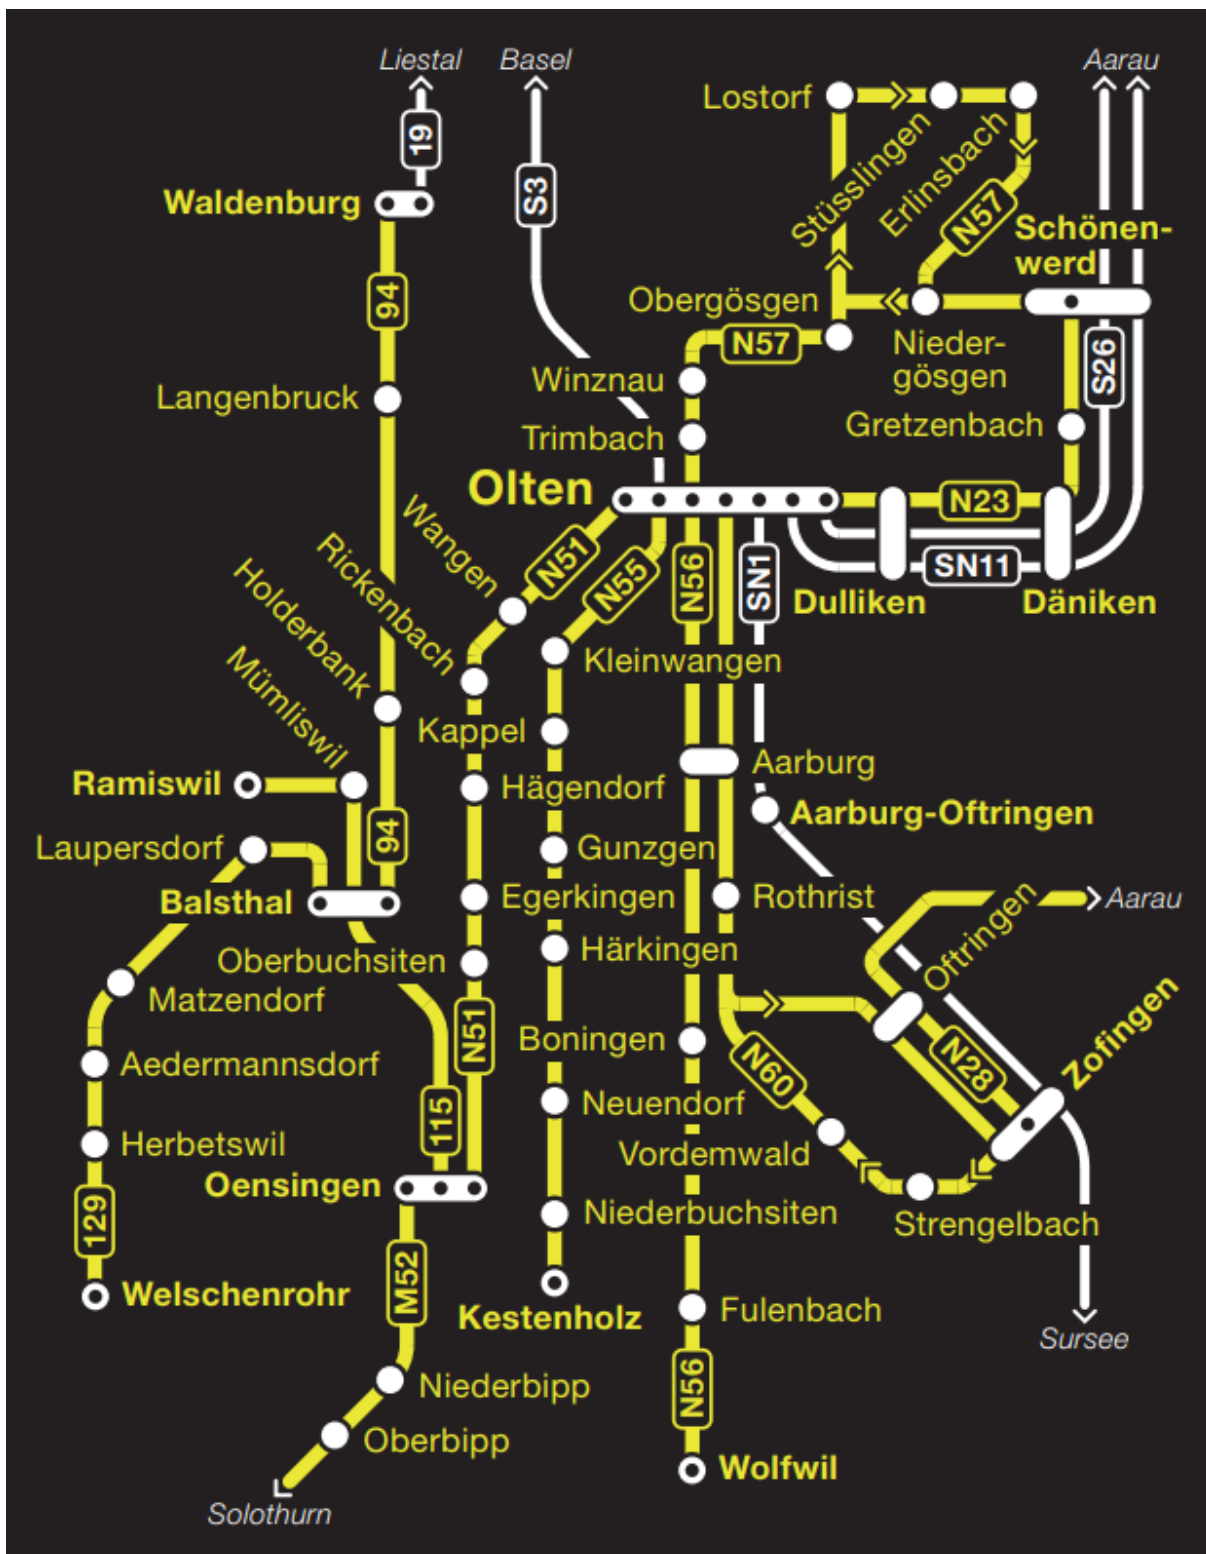 Liestal
Basel
Aarau
19
S3
Lostorf
Stüsslingen
Erlinsbach
N57
Waldenburg
Schönen-
werd
94
Obergösgen
N57
Nieder-
gösgen
S26
Winznau
Langenbruck
Trimbach
Gretzenbach
Olten
N23
Wangen
N51
N55
N56
SN1
SN11
Dulliken
Däniken
Rickenbach
Holderbank
Mümliswil
Kleinwangen
Kappel
Aarburg
Ramiswil
Hägendorf
Aarburg-Oftringen
Laupersdorf
94
Gunzgen
Balsthal
Egerkingen
Rothrist
Oftringen
Aarau
Oberbuchsiten
Härkingen
Matzendorf
Zofingen
N51
Boningen
N28
Aedermannsdorf
N60
Neuendorf
115
Herbetswil
Vordemwald
Oensingen
129
Niederbuchsiten
Strengelbach
M52
Welschenrohr
Kestenholz
Fulenbach
Sursee
Niederbipp
N56
Oberbipp
Wolfwil
Solothurn